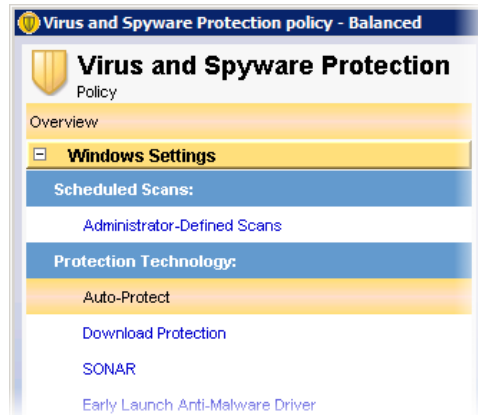 Virus and Spyware Protection policy - Balanced
Virus and Spyware Protection
Policy
Overview
Windows Settings
Scheduled Scans:
Administrator-Defined Scans
Protection Technology:
Auto-Protect
Download Protection
SONAR
Early Launch Anti-Malware Driver